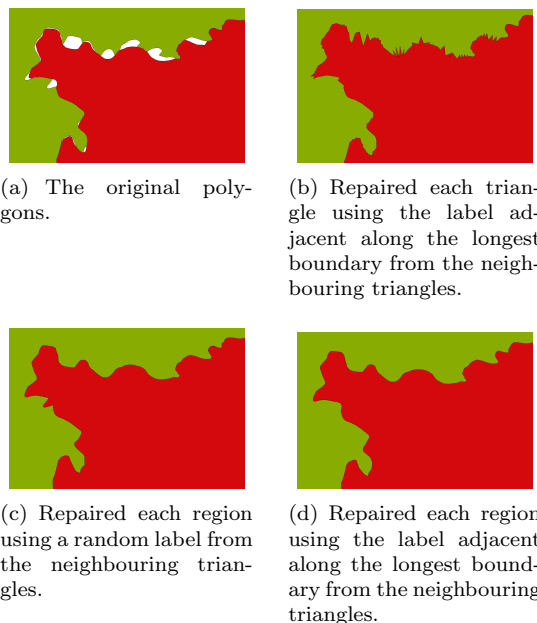 (a) The original poly-
gons.
(b) Repaired each trian-
gle using the label ad-
jacent along the longest
boundary from the neigh-
bouring triangles.
(c) Repaired each region
using a random label from
the neighbouring trian-
gles.
(d) Repaired each region
using the label adjacent
along the longest bound-
ary from the neighbouring
triangles.